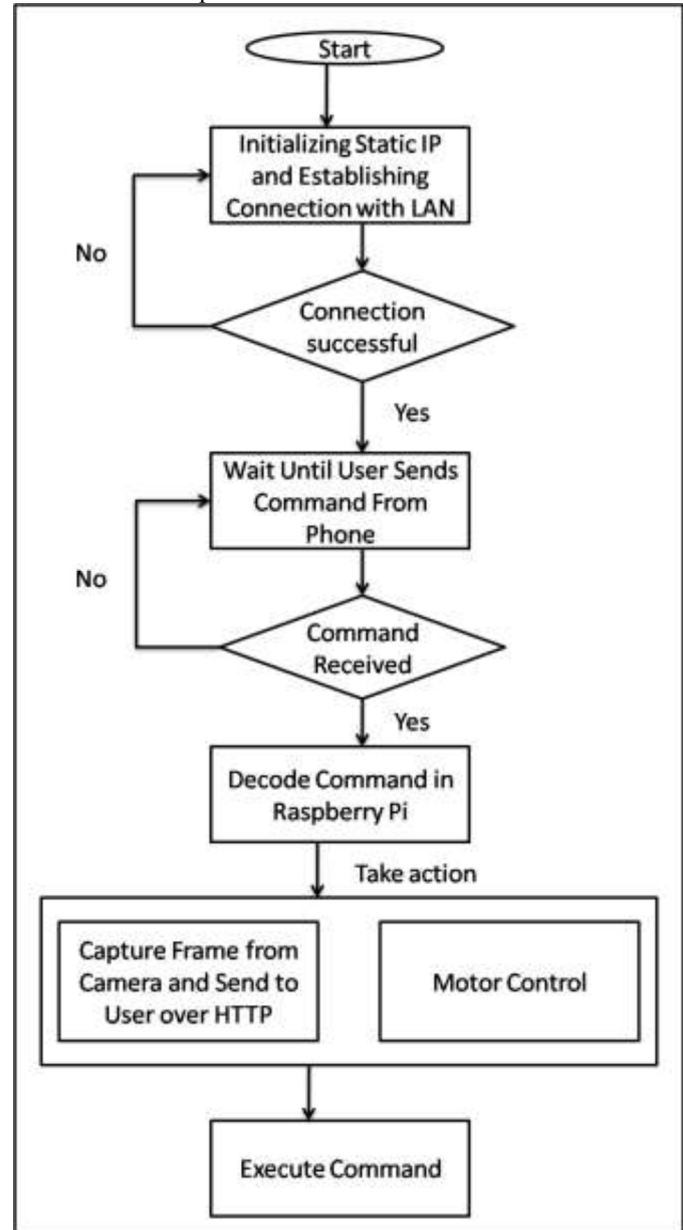 Start
Initializing Static IP
and Establishing
Connection with LAN
No
Connection
successful
Yes
Wait Until User Sends
Command From
Phone
No
Command
Received
Yes
Decode Command in
Raspberry Pi
Take action
Capture Frame from
Camera and Send to
User over HTTP
Motor Control
Execute Command